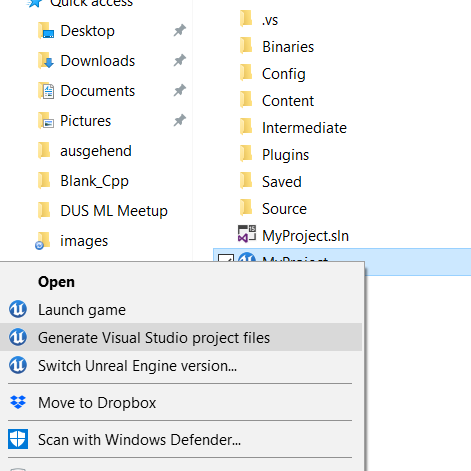 Quick access
Desktop
Downloads
Documents
Pictures
ausgehend
Blank_Cpp
DUS ML Meetup
images
.vs
Binaries
Config
Content
Intermediate
Plugins
Saved
Source
MyProject.sln
MyProject
Open
Launch game
Generate Visual Studio project files
Switch Unreal Engine version...
Move to Dropbox
Scan with Windows Defender...